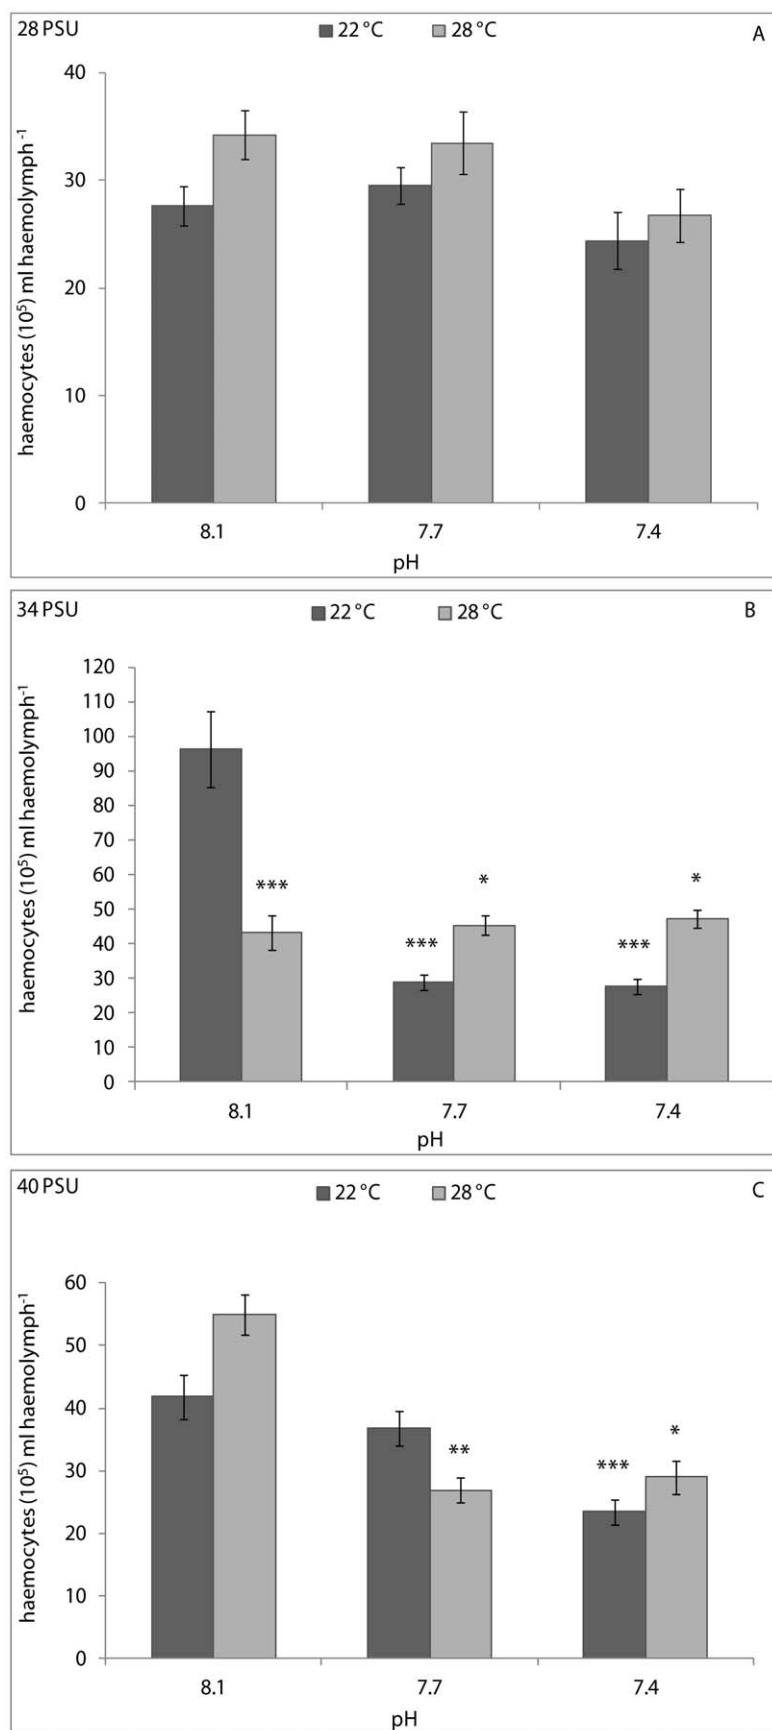 28 PSU 22 °C 28 °C A
haemocytes (10⁵) ml haemolymph⁻¹
40
30
20
10
0
8.1 7.7 7.4
pH
34 PSU 22 °C 28 °C B
haemocytes (10⁵) ml haemolymph⁻¹
120
110
100
90
80
70
60
50
40
30
20
10
0
*** * *
*** ***
8.1 7.7 7.4
pH
40 PSU 22 °C 28 °C C
haemocytes (10⁵) ml haemolymph⁻¹
60
50
40
30
20
10
0
** *** *
8.1 7.7 7.4
pH